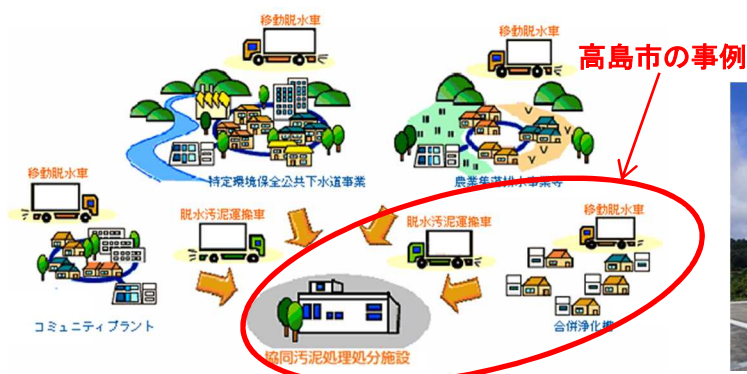 移動脱水車
移動脱水車
高島市の事例
特定環境保全公共下水道事業
農業集落排水事業等
移動脱水車
脱水汚泥運搬車
脱水汚泥運搬車
移動脱水車
コミュニティプラント
合併浄化槽
協同汚泥処理処分施設